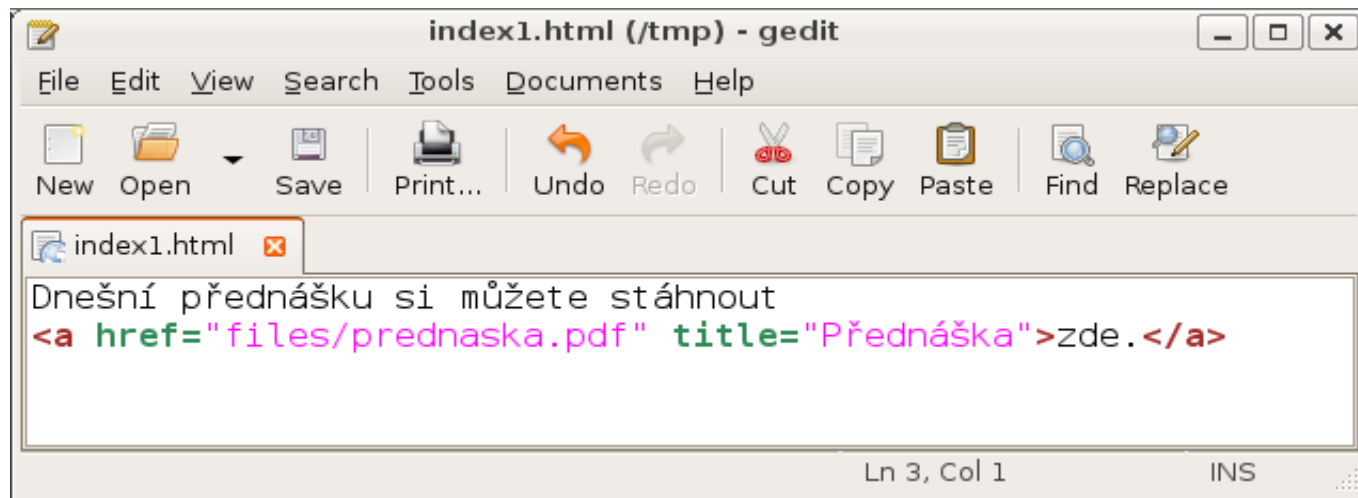 index1.html (/tmp) - gedit
File Edit View Search Tools Documents Help
New Open Save Print... Undo Redo Cut Copy Paste Find Replace
index1.html
Dnešní přednášku si můžete stáhnout
<a href="files/prednaska.pdf" title="Přednáška">zde.</a>
Ln 3, Col 1 INS